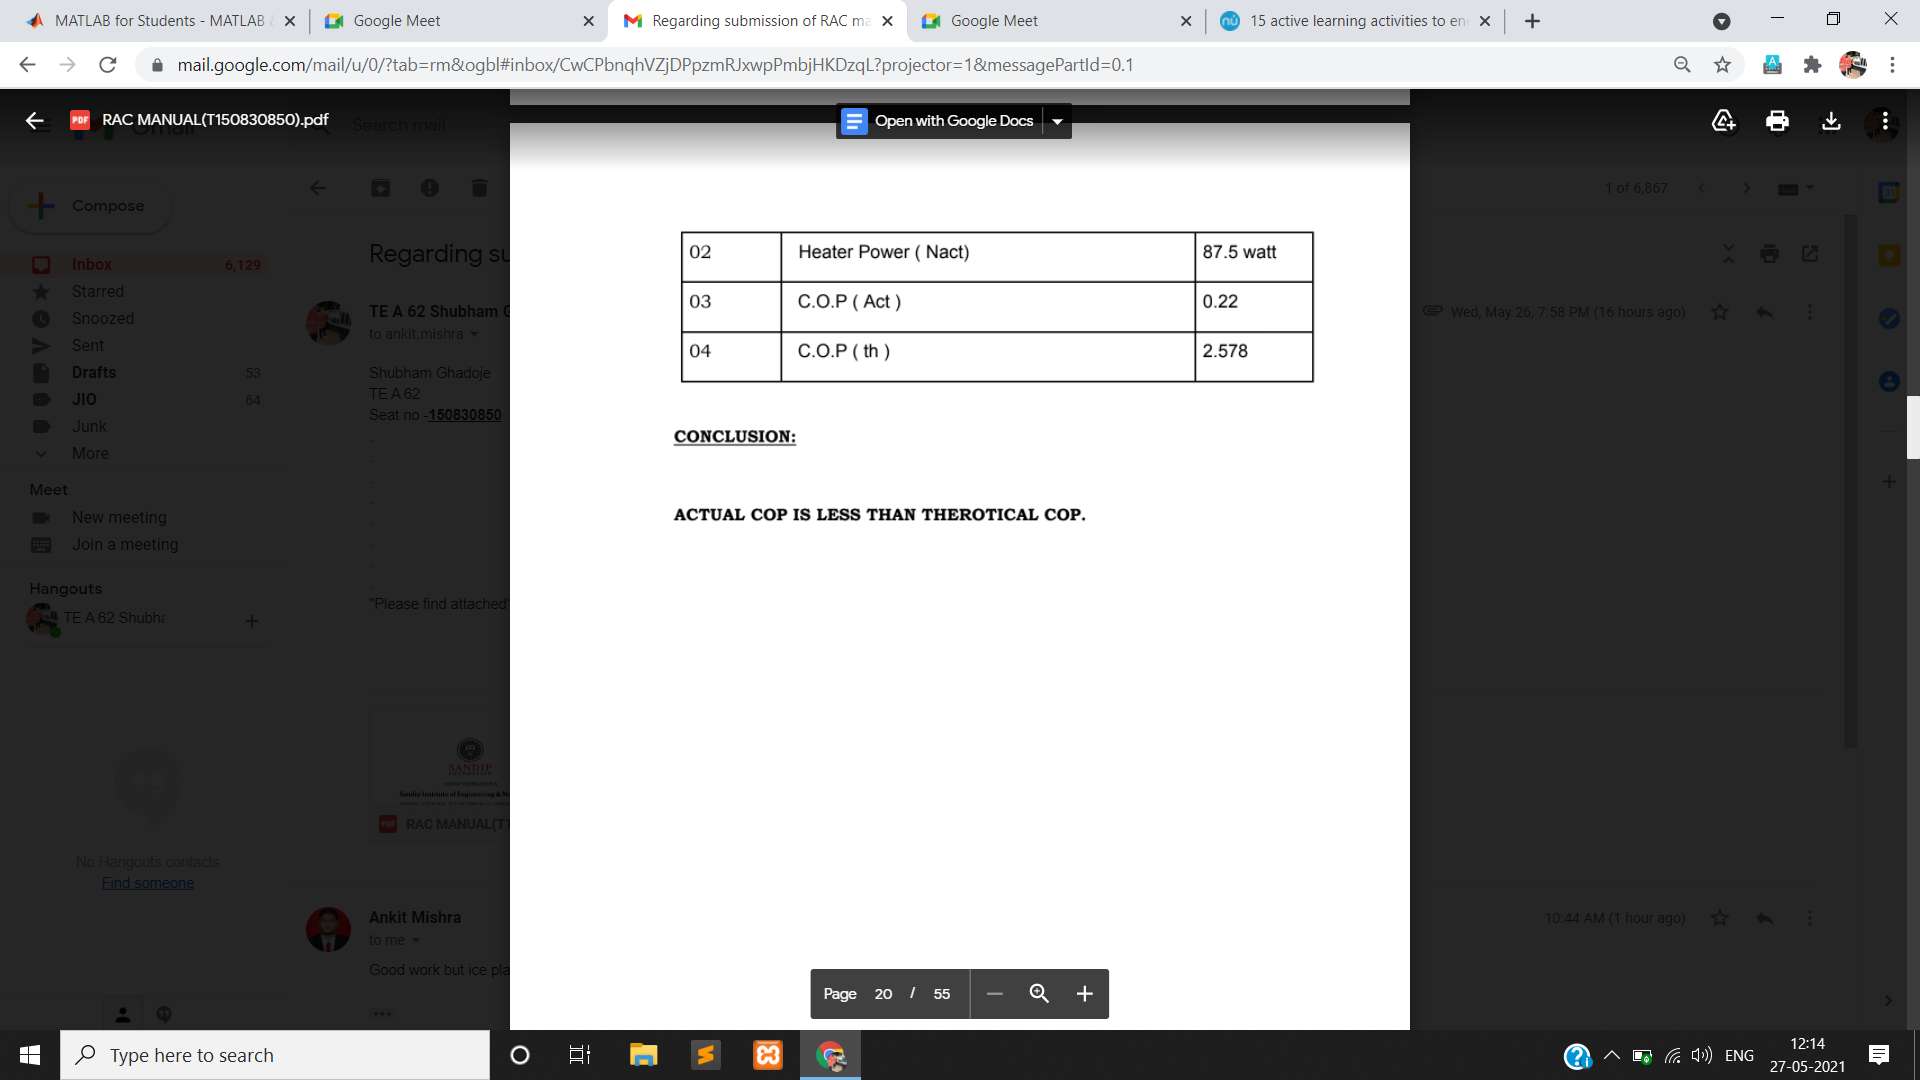 MATLAB for Students - MATLAB &
Google Meet
Regarding submission of RAC ma
Google Meet
15 active learning activities to en
mail.google.com/mail/u/0/?tab=rm&ogbl#inbox/CwCPbnqhVZjDPpzmRJxwpPmbjHKDzqL?projector=1&messagePartId=0.1
PDF RAC MANUAL(T150830850).pdf
Gmail
Search mail
Open with Google Docs
Compose
1 of 6,867
Regarding su
Inbox 6,129
Starred
Snoozed
Sent
Drafts 53
JIO 64
Junk
More
TE A 62 Shubham G
to ankit.mishra
Wed, May 26, 7:58 PM (16 hours ago)
Shubham Ghadoje
TE A 62
Seat no -150830850
"Please find attached"
Meet
New meeting
Join a meeting
Hangouts
TE A 62 Shubha
No Hangouts contacts
Find someone
SANDIP
PDF RAC MANUAL(T1
Ankit Mishra
to me
10:44 AM (1 hour ago)
Good work but ice pla
02 Heater Power ( Nact) 87.5 watt
03 C.O.P ( Act ) 0.22
04 C.O.P ( th ) 2.578
CONCLUSION:
ACTUAL COP IS LESS THAN THEROTICAL COP.
Page 20 / 55
Type here to search
ENG
12:14
27-05-2021